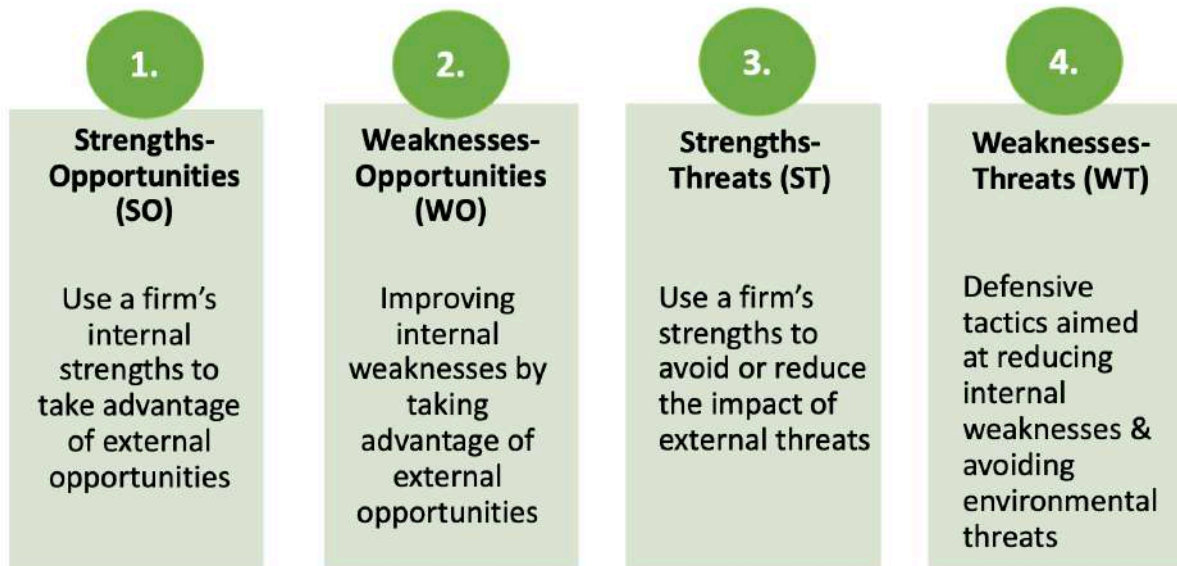 1.
Strengths-
Opportunities
(SO)
Use a firm's
internal
strengths to
take advantage
of external
opportunities
2.
Weaknesses-
Opportunities
(WO)
Improving
internal
weaknesses by
taking
advantage of
external
opportunities
3.
Strengths-
Threats (ST)
Use a firm's
strengths to
avoid or reduce
the impact of
external threats
4.
Weaknesses-
Threats (WT)
Defensive
tactics aimed
at reducing
internal
weaknesses &
avoiding
environmental
threats